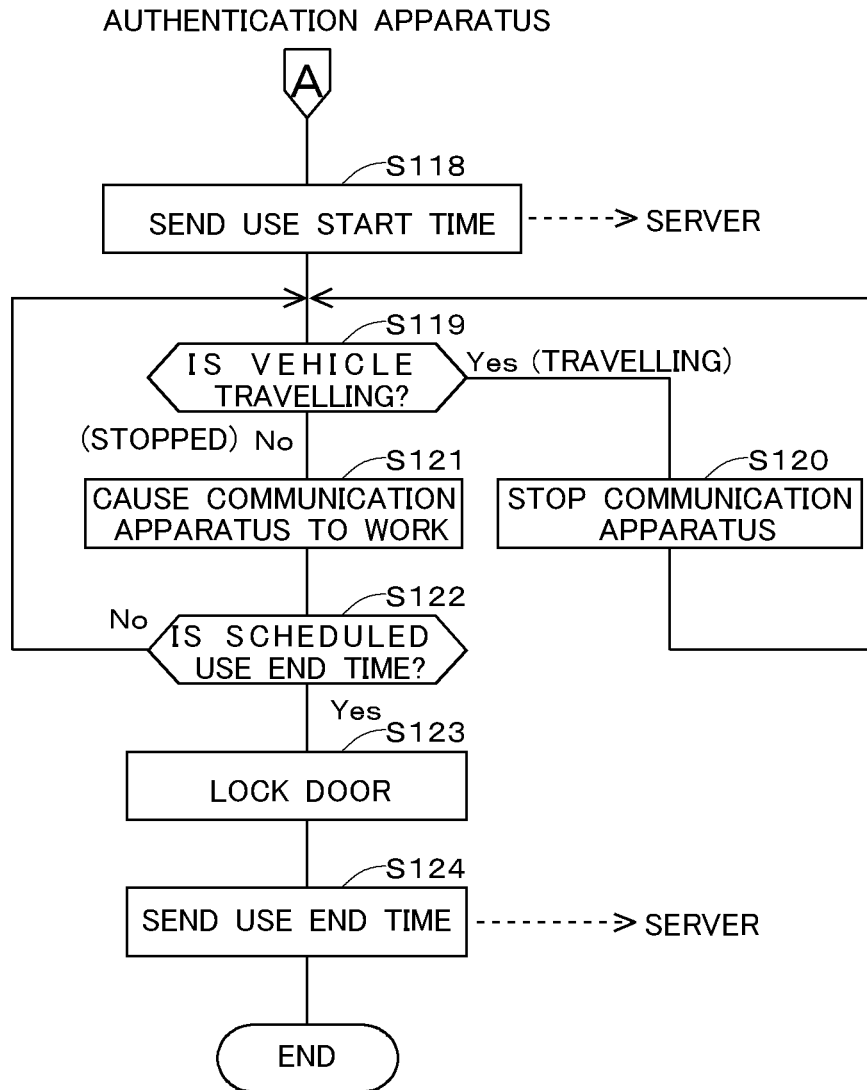 AUTHENTICATION APPARATUS
A
S118
SEND USE START TIME
SERVER
S119
IS VEHICLE
TRAVELLING?
Yes (TRAVELLING)
(STOPPED) No
S121
CAUSE COMMUNICATION
APPARATUS TO WORK
S120
STOP COMMUNICATION
APPARATUS
S122
No
IS SCHEDULED
USE END TIME?
Yes
S123
LOCK DOOR
S124
SEND USE END TIME
SERVER
END